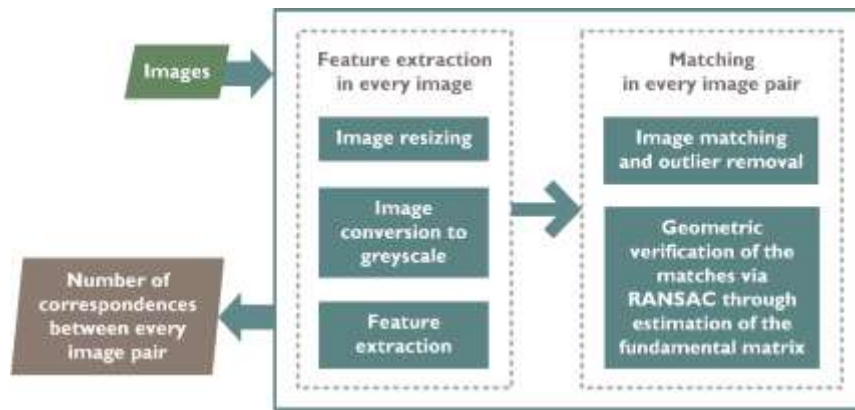 Images
Feature extraction
in every image
Image resizing
Image
conversion to
greyscale
Feature
extraction
Matching
in every image pair
Image matching
and outlier removal
Geometric
verification of the
matches via
RANSAC through
estimation of the
fundamental matrix
Number of
correspondences
between every
image pair